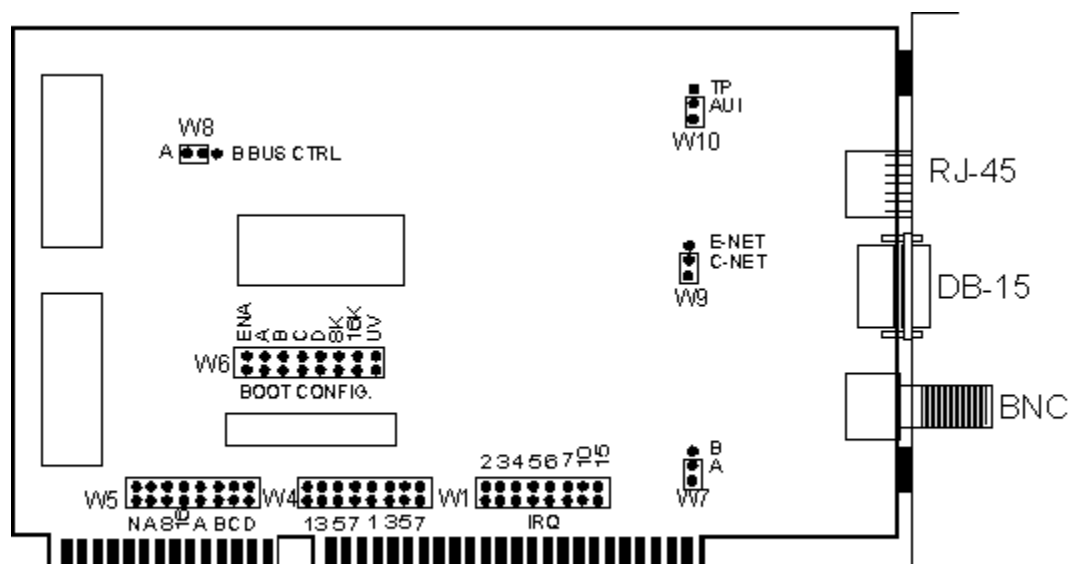 TP
AUI
W10
W8
A B BUS CTRL
RJ-45
E-NET
C-NET
W9
DB-15
ENA A B C D 8K 16K UV
W6
BOOT CONFIG.
BNC
B
A
W7
2 3 4 5 6 7 10 15
W5 W4 W1
NA 8 16 A B C D
1 3 5 7 1 3 5 7
IRQ